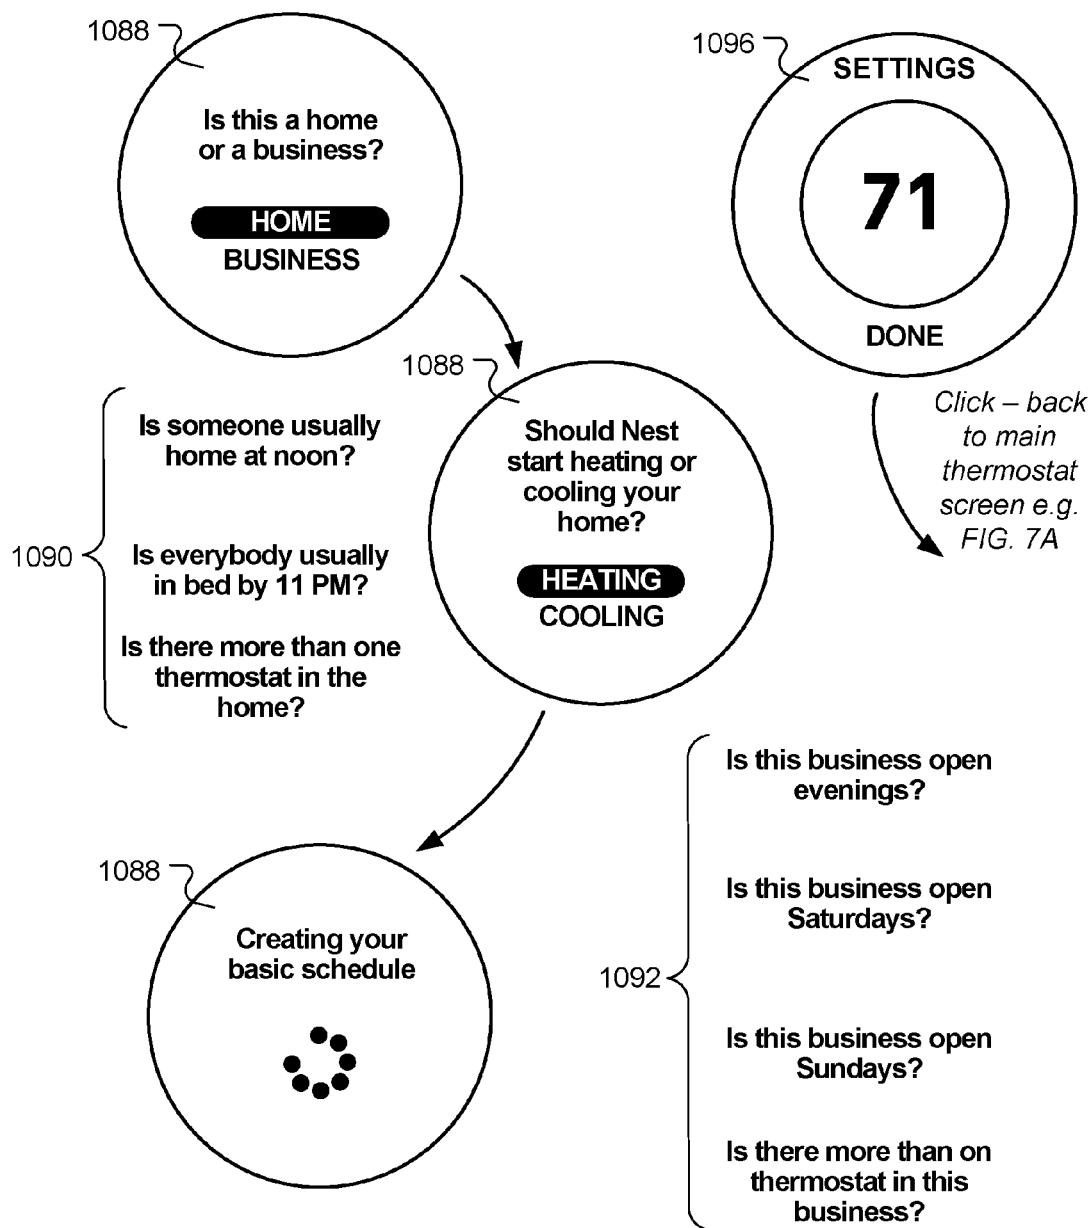 1088
Is this a home
or a business?
HOME
BUSINESS
1096
SETTINGS
71
DONE
Click – back
to main
thermostat
screen e.g.
FIG. 7A
1088
Should Nest
start heating or
cooling your
home?
HEATING
COOLING
1090
Is someone usually
home at noon?
Is everybody usually
in bed by 11 PM?
Is there more than one
thermostat in the
home?
1088
Creating your
basic schedule
1092
Is this business open
evenings?
Is this business open
Saturdays?
Is this business open
Sundays?
Is there more than on
thermostat in this
business?